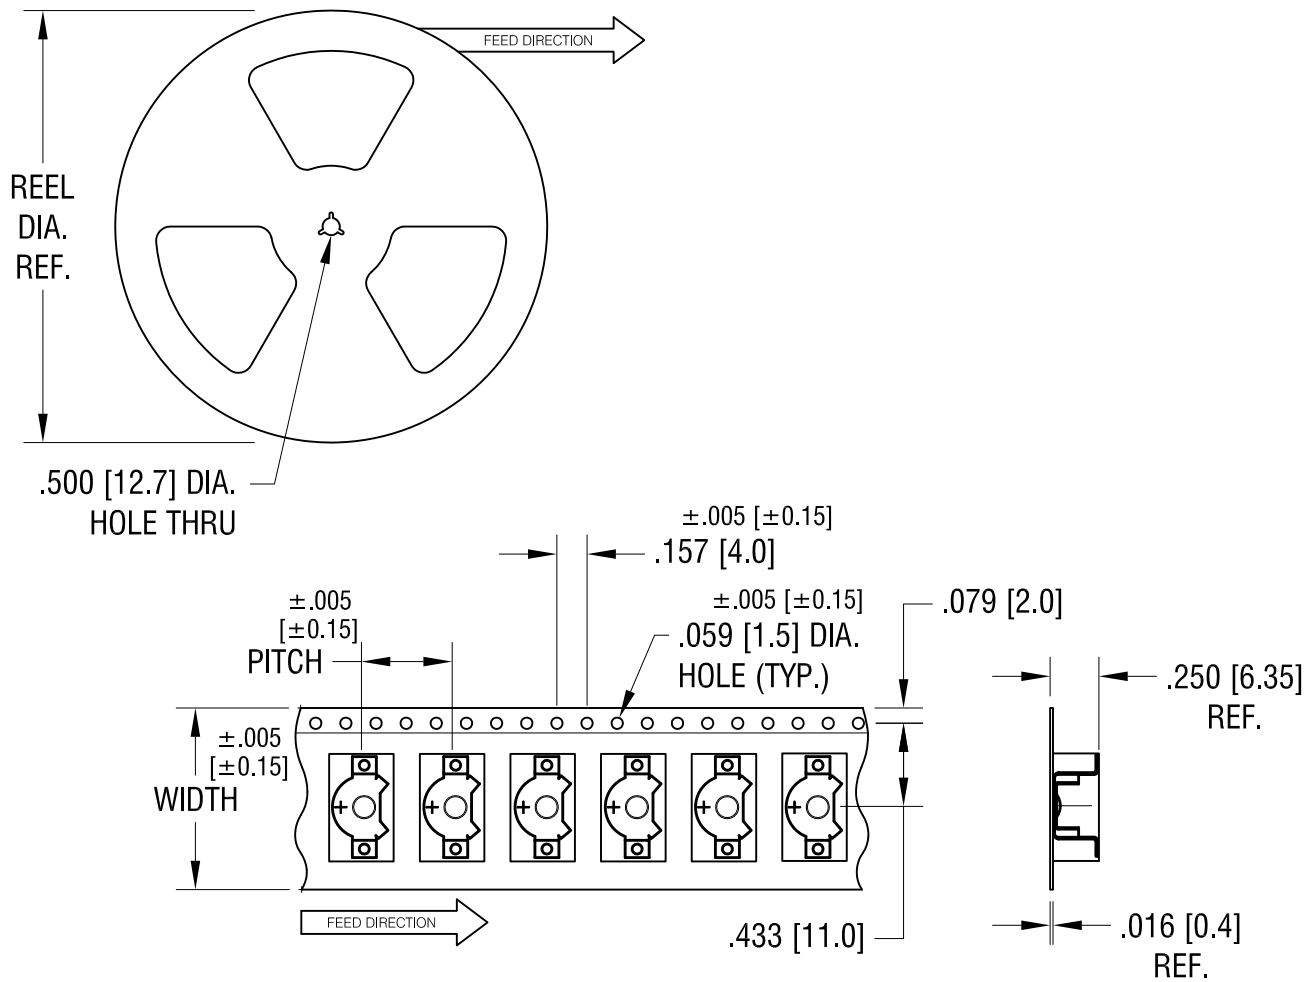 FEED DIRECTION
REEL
DIA.
REF.
.500 [12.7] DIA.
HOLE THRU
±.005 [±0.15]
.157 [4.0]
±.005
[±0.15]
PITCH
±.005 [±0.15]
.059 [1.5] DIA.
HOLE (TYP.)
.079 [2.0]
.250 [6.35]
REF.
±.005
[±0.15]
WIDTH
+ + + + + +
FEED DIRECTION
.433 [11.0]
.016 [0.4]
REF.